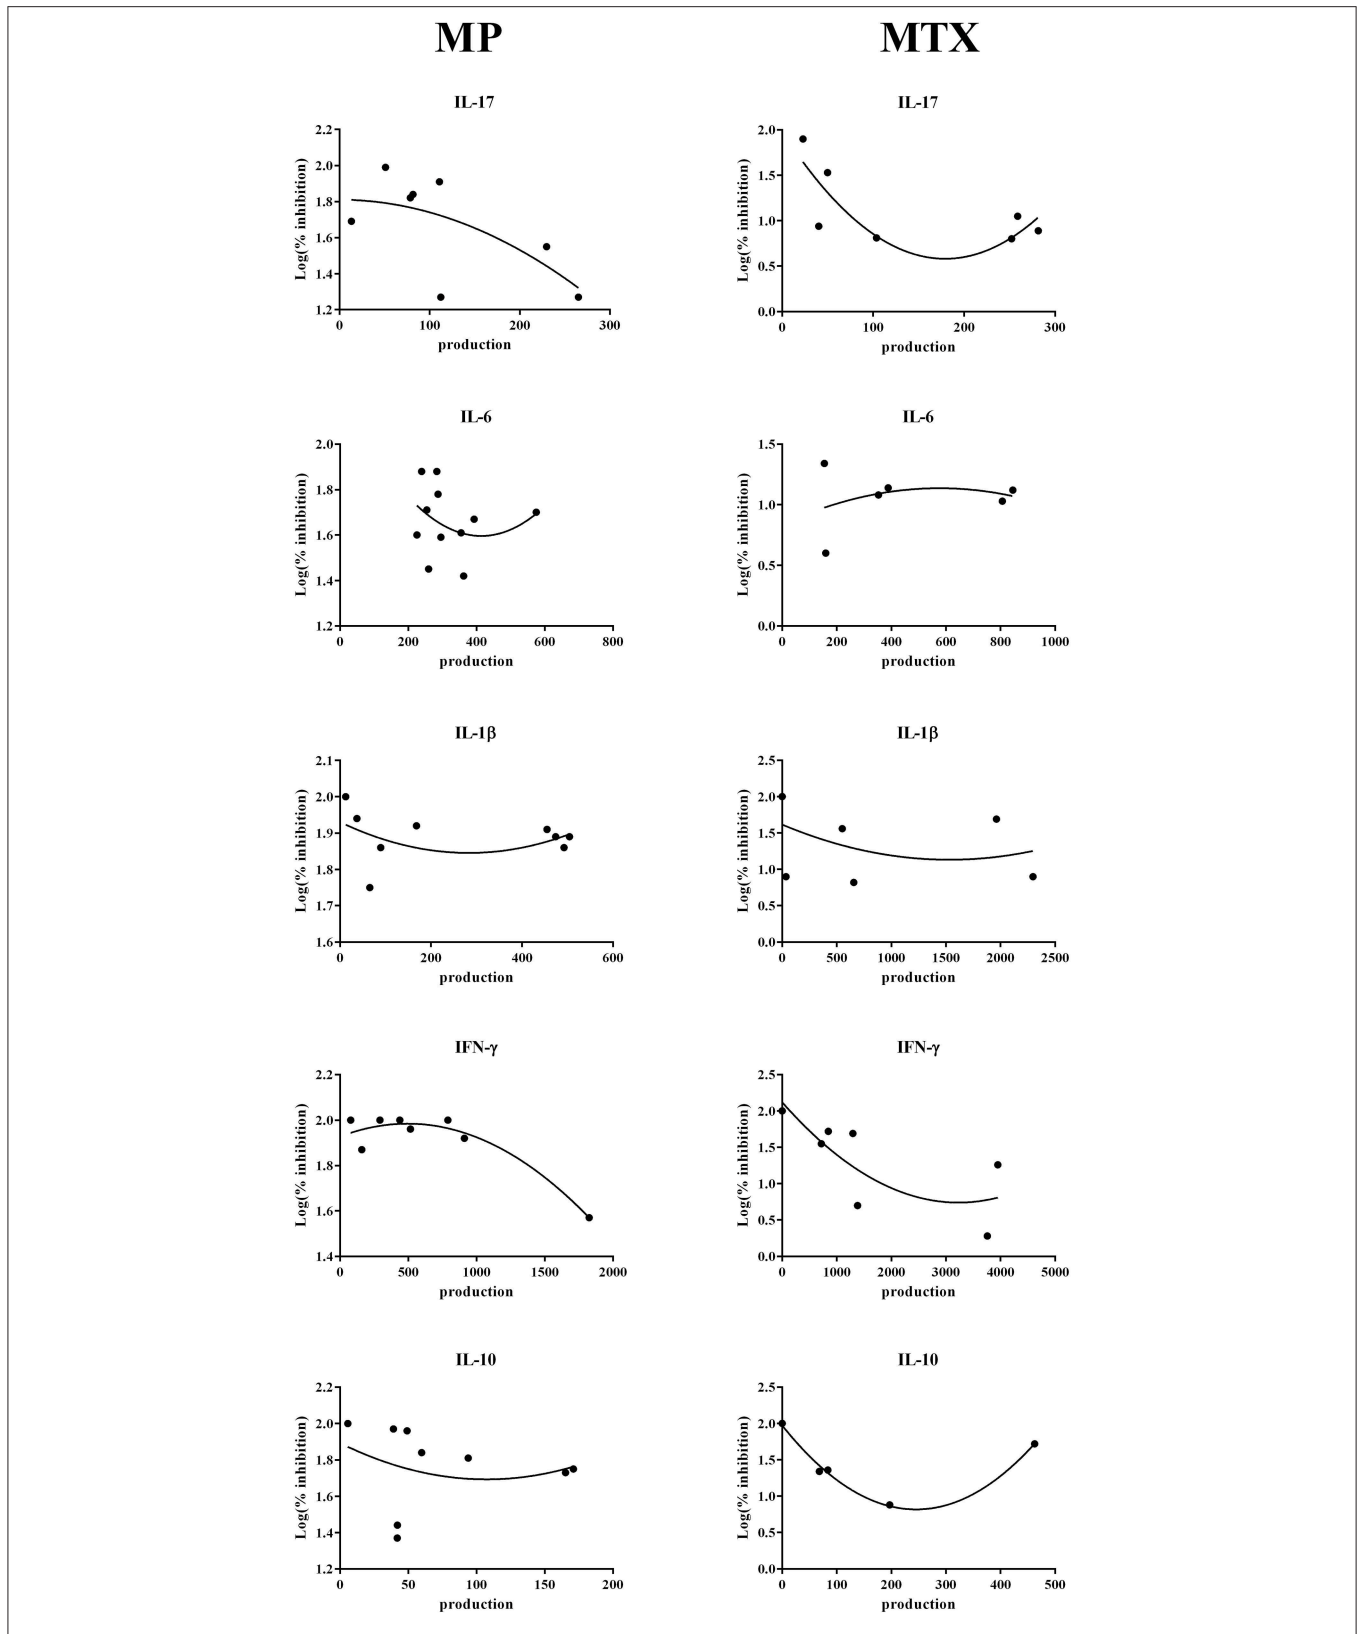 MP MTX
IL-17
2.2
2.0
1.8
1.6
1.4
1.2
Log(% inhibition)
0 100 200 300
production
IL-17
2.0
1.5
1.0
0.5
0.0
Log(% inhibition)
0 100 200 300
production
IL-6
2.0
1.8
1.6
1.4
1.2
Log(% inhibition)
0 200 400 600 800
production
IL-6
1.5
1.0
0.5
0.0
Log(% inhibition)
0 200 400 600 800 1000
production
IL-1β
2.1
2.0
1.9
1.8
1.7
1.6
Log(% inhibition)
0 200 400 600
production
IL-1β
2.5
2.0
1.5
1.0
0.5
0.0
Log(% inhibition)
0 500 1000 1500 2000 2500
production
IFN-γ
2.2
2.0
1.8
1.6
1.4
Log(% inhibition)
0 500 1000 1500 2000
production
IFN-γ
2.5
2.0
1.5
1.0
0.5
0.0
Log(% inhibition)
0 1000 2000 3000 4000 5000
production
IL-10
2.2
2.0
1.8
1.6
1.4
1.2
Log(% inhibition)
0 50 100 150 200
production
IL-10
2.5
2.0
1.5
1.0
0.5
0.0
Log(% inhibition)
0 100 200 300 400 500
production